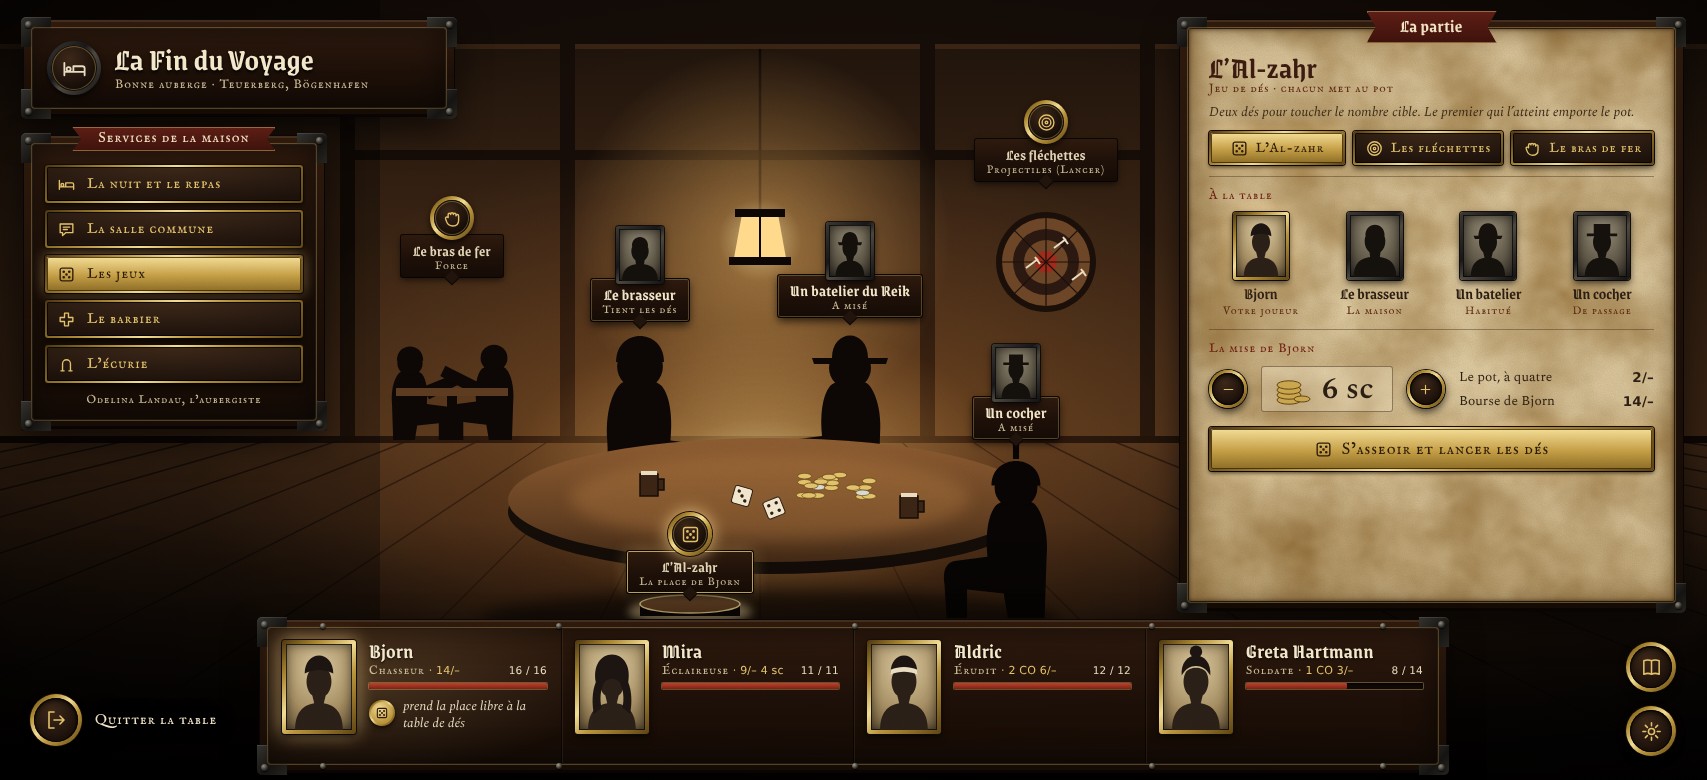 La Fin du Voyage
Bonne auberge · Teuerberg, Bögenhafen
Services de la maison
La nuit et le repas
La salle commune
Les jeux
Le barbier
L'écurie
Odelina Landau, l'aubergiste
Le bras de fer
Force
Le brasseur
Tient les dés
Un batelier du Reik
A misé
Les fléchettes
Projectiles (Lancer)
Un cocher
A misé
L'Al-zahr
La place de Bjorn
La partie
L'Al-zahr
Jeu de dés · chacun met au pot
Deux dés pour toucher le nombre cible. Le premier qui l'atteint emporte le pot.
L'Al-zahr
Les fléchettes
Le bras de fer
À la table
Bjorn
Votre joueur
Le brasseur
La maison
Un batelier
Habitué
Un cocher
De passage
La mise de Bjorn
−
6 sc
+
Le pot, à quatre 2/–
Bourse de Bjorn 14/–
S'asseoir et lancer les dés
Quitter la table
Bjorn
Chasseur · 14/– 16 / 16
prend la place libre à la
table de dés
Mira
Éclaireuse · 9/– 4 sc 11 / 11
Aldric
Érudit · 2 CO 6/– 12 / 12
Greta Hartmann
Soldate · 1 CO 3/– 8 / 14